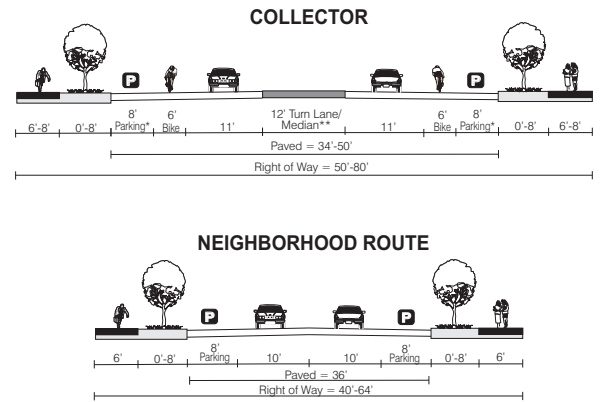 COLLECTOR
P P
8' 6' 12' Turn Lane/ 6' 8'
6'-8' 0'-8' Parking* Bike 11' Median** 11' Bike Parking* 0'-8' 6'-8'
Paved = 34'-50'
Right of Way = 50'-80'
NEIGHBORHOOD ROUTE
P P
8' 8'
6' 0'-8' Parking 10' 10' Parking 0'-8' 6'
Paved = 36'
Right of Way = 40'-64'